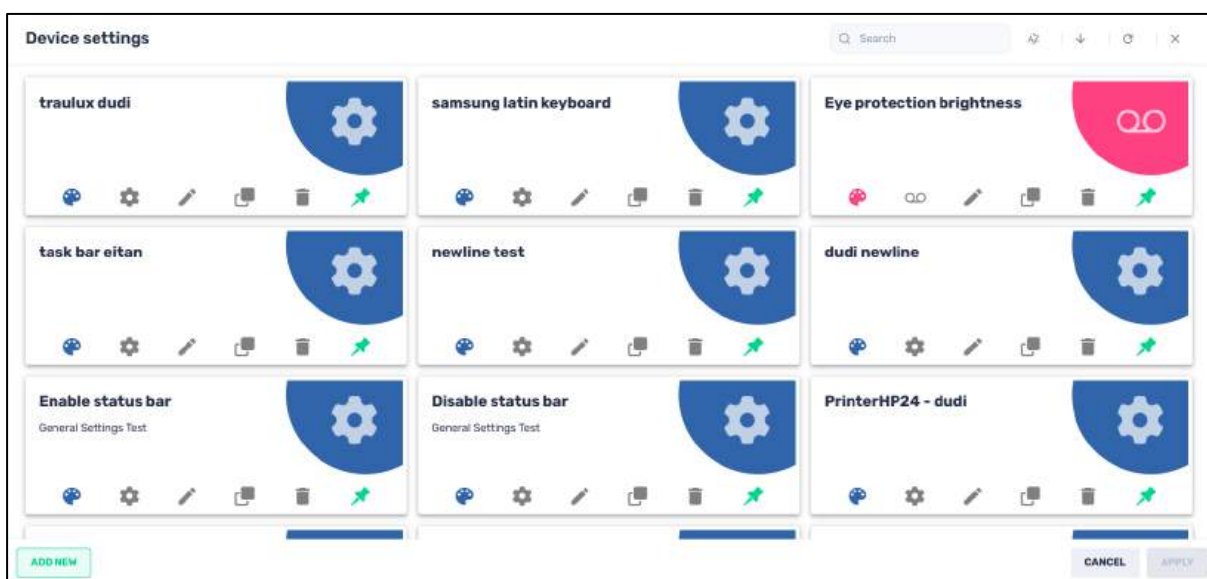 Device settings
Search
traulux dudi
samsung latin keyboard
Eye protection brightness
task bar eitan
newline test
dudi newline
Enable status bar
General Settings Test
Disable status bar
General Settings Test
PrinterHP24 - dudi
ADD NEW
CANCEL
APPLY